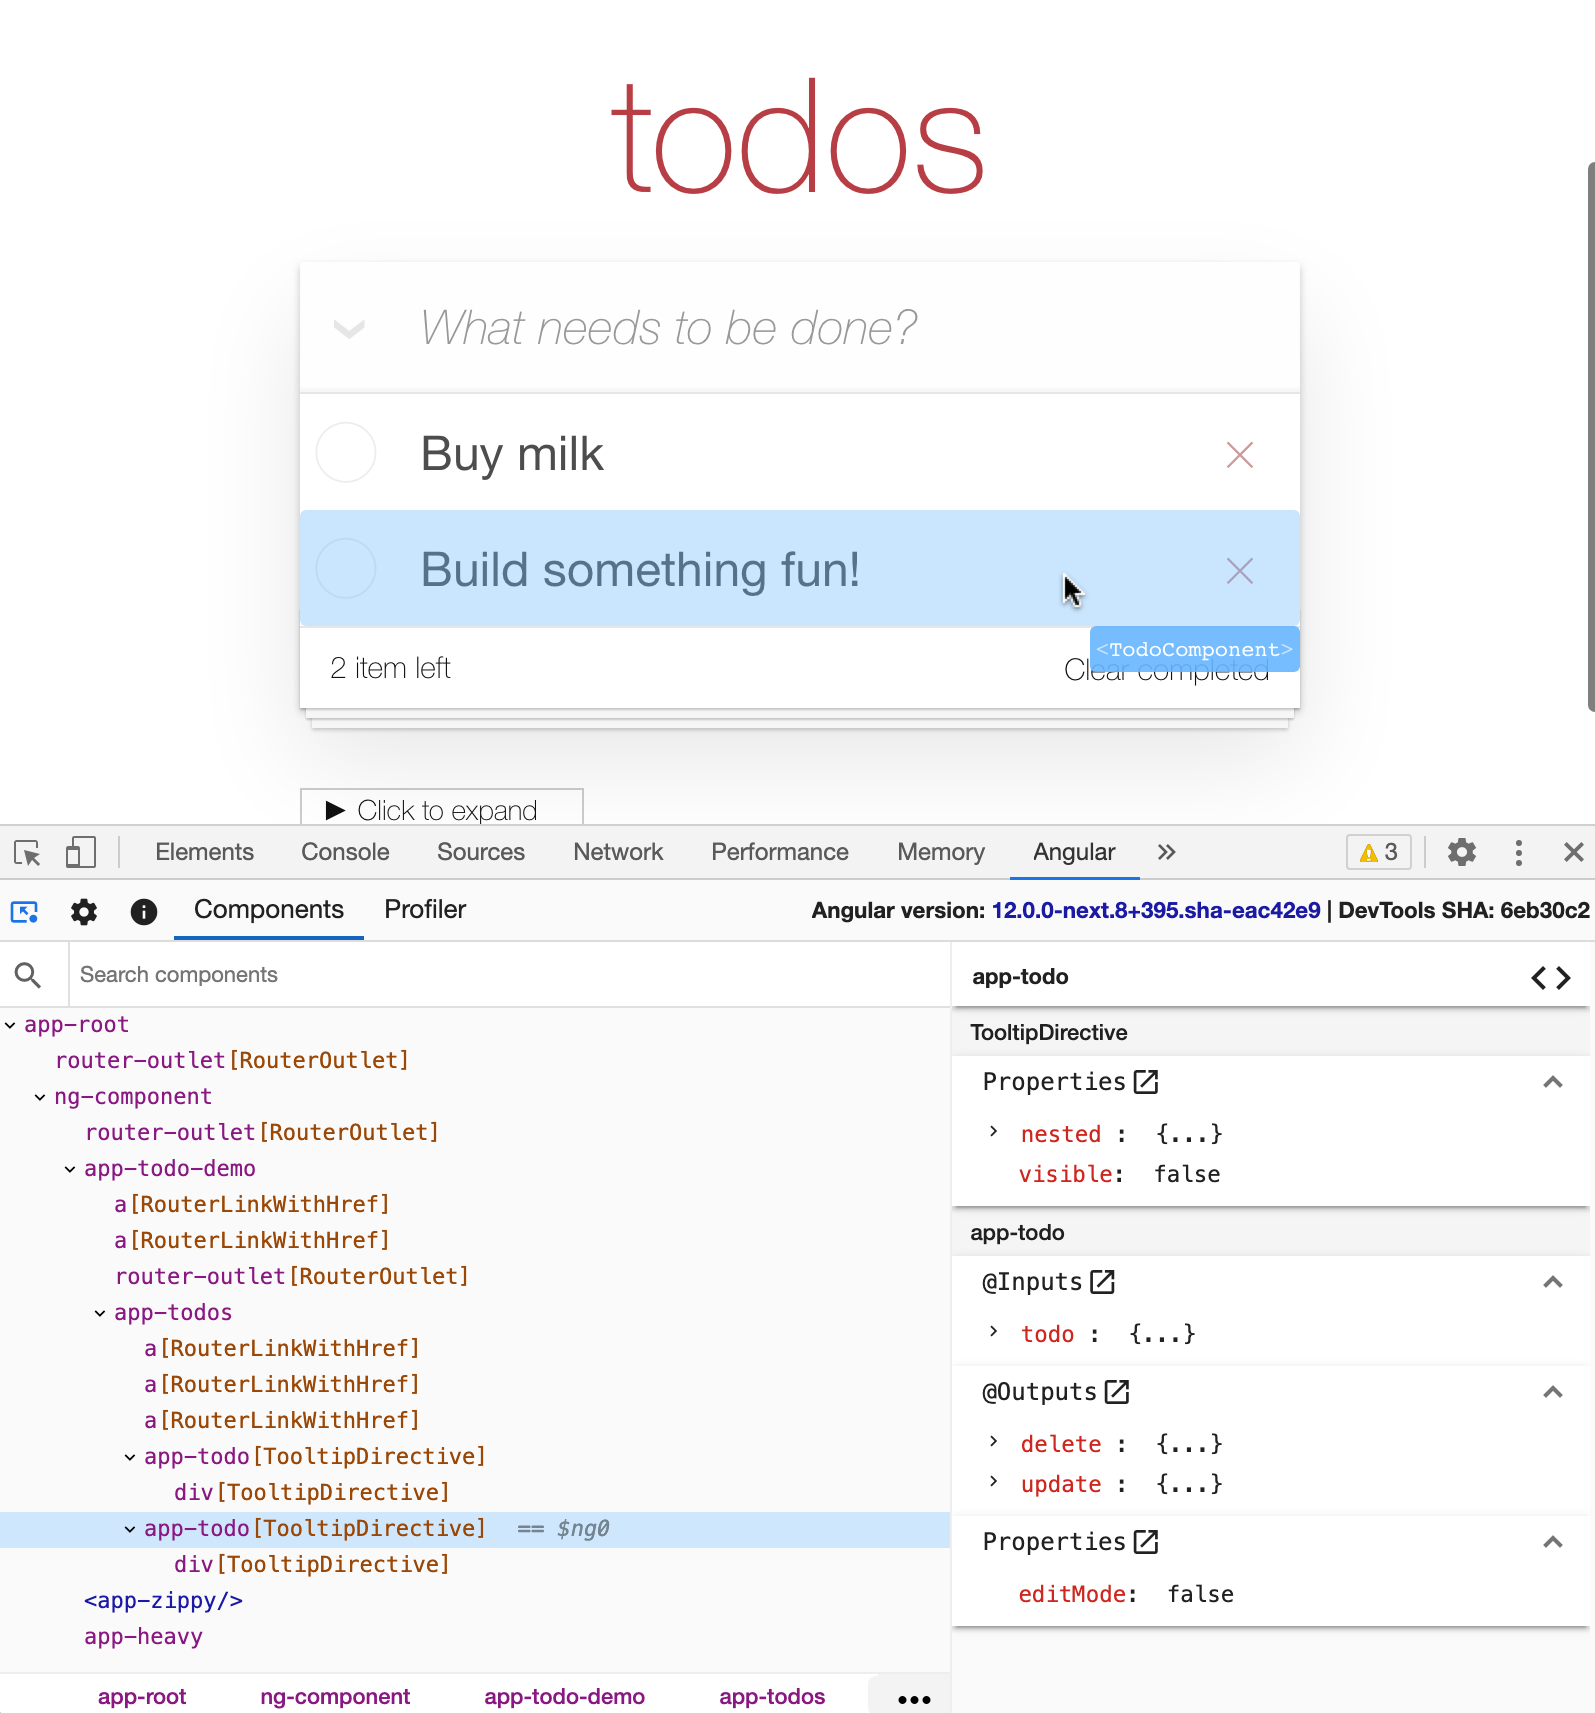 todos
What needs to be done?
Buy milk
Build something fun!
<TodoComponent>
2 item left
Clear completed
▶ Click to expand
Elements Console Sources Network Performance Memory Angular 3
Components Profiler Angular version: 12.0.0-next.8+395.sha-eac42e9 | DevTools SHA: 6eb30c2
Search components
app-root
router-outlet[RouterOutlet]
ng-component
router-outlet[RouterOutlet]
app-todo-demo
a[RouterLinkWithHref]
a[RouterLinkWithHref]
router-outlet[RouterOutlet]
app-todos
a[RouterLinkWithHref]
a[RouterLinkWithHref]
a[RouterLinkWithHref]
app-todo[TooltipDirective]
div[TooltipDirective]
app-todo[TooltipDirective] == $ng0
div[TooltipDirective]
<app-zippy/>
app-heavy
app-root ng-component app-todo-demo app-todos •••
app-todo
TooltipDirective
Properties
nested : {...}
visible: false
app-todo
@Inputs
todo : {...}
@Outputs
delete : {...}
update : {...}
Properties
editMode: false